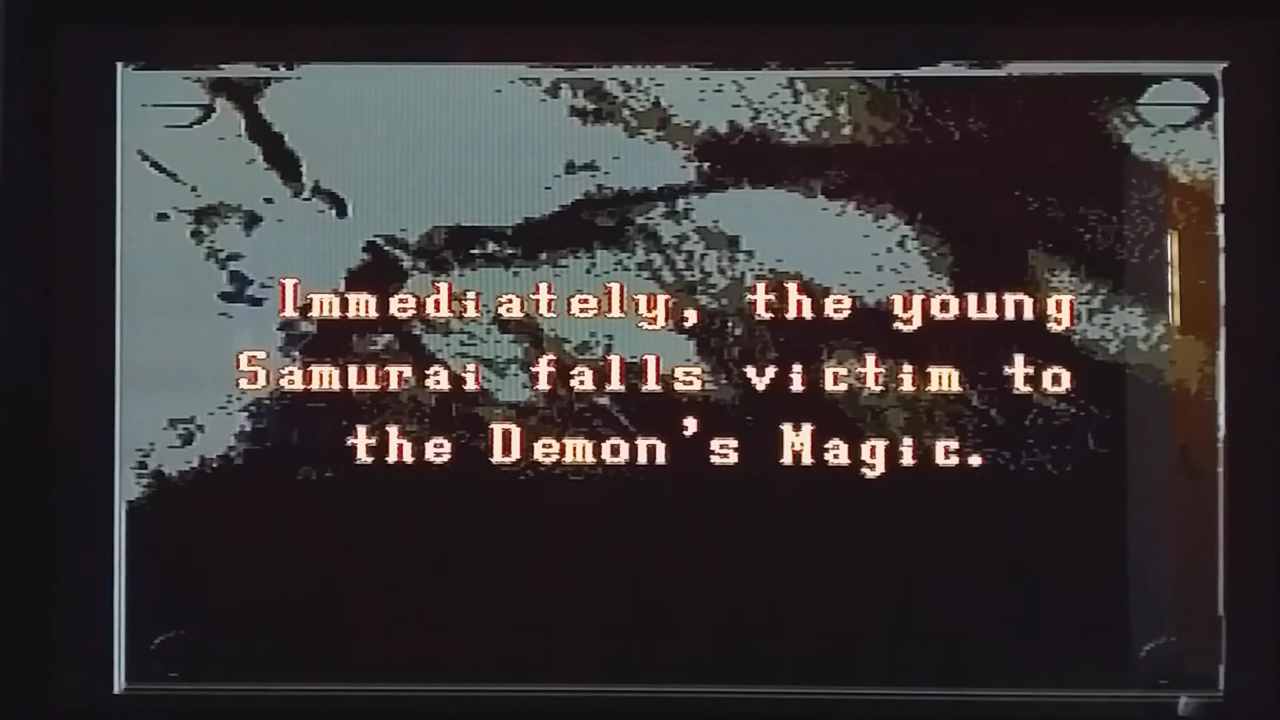 Immediately, the young
Samurai falls victim to
the Demon's Magic.